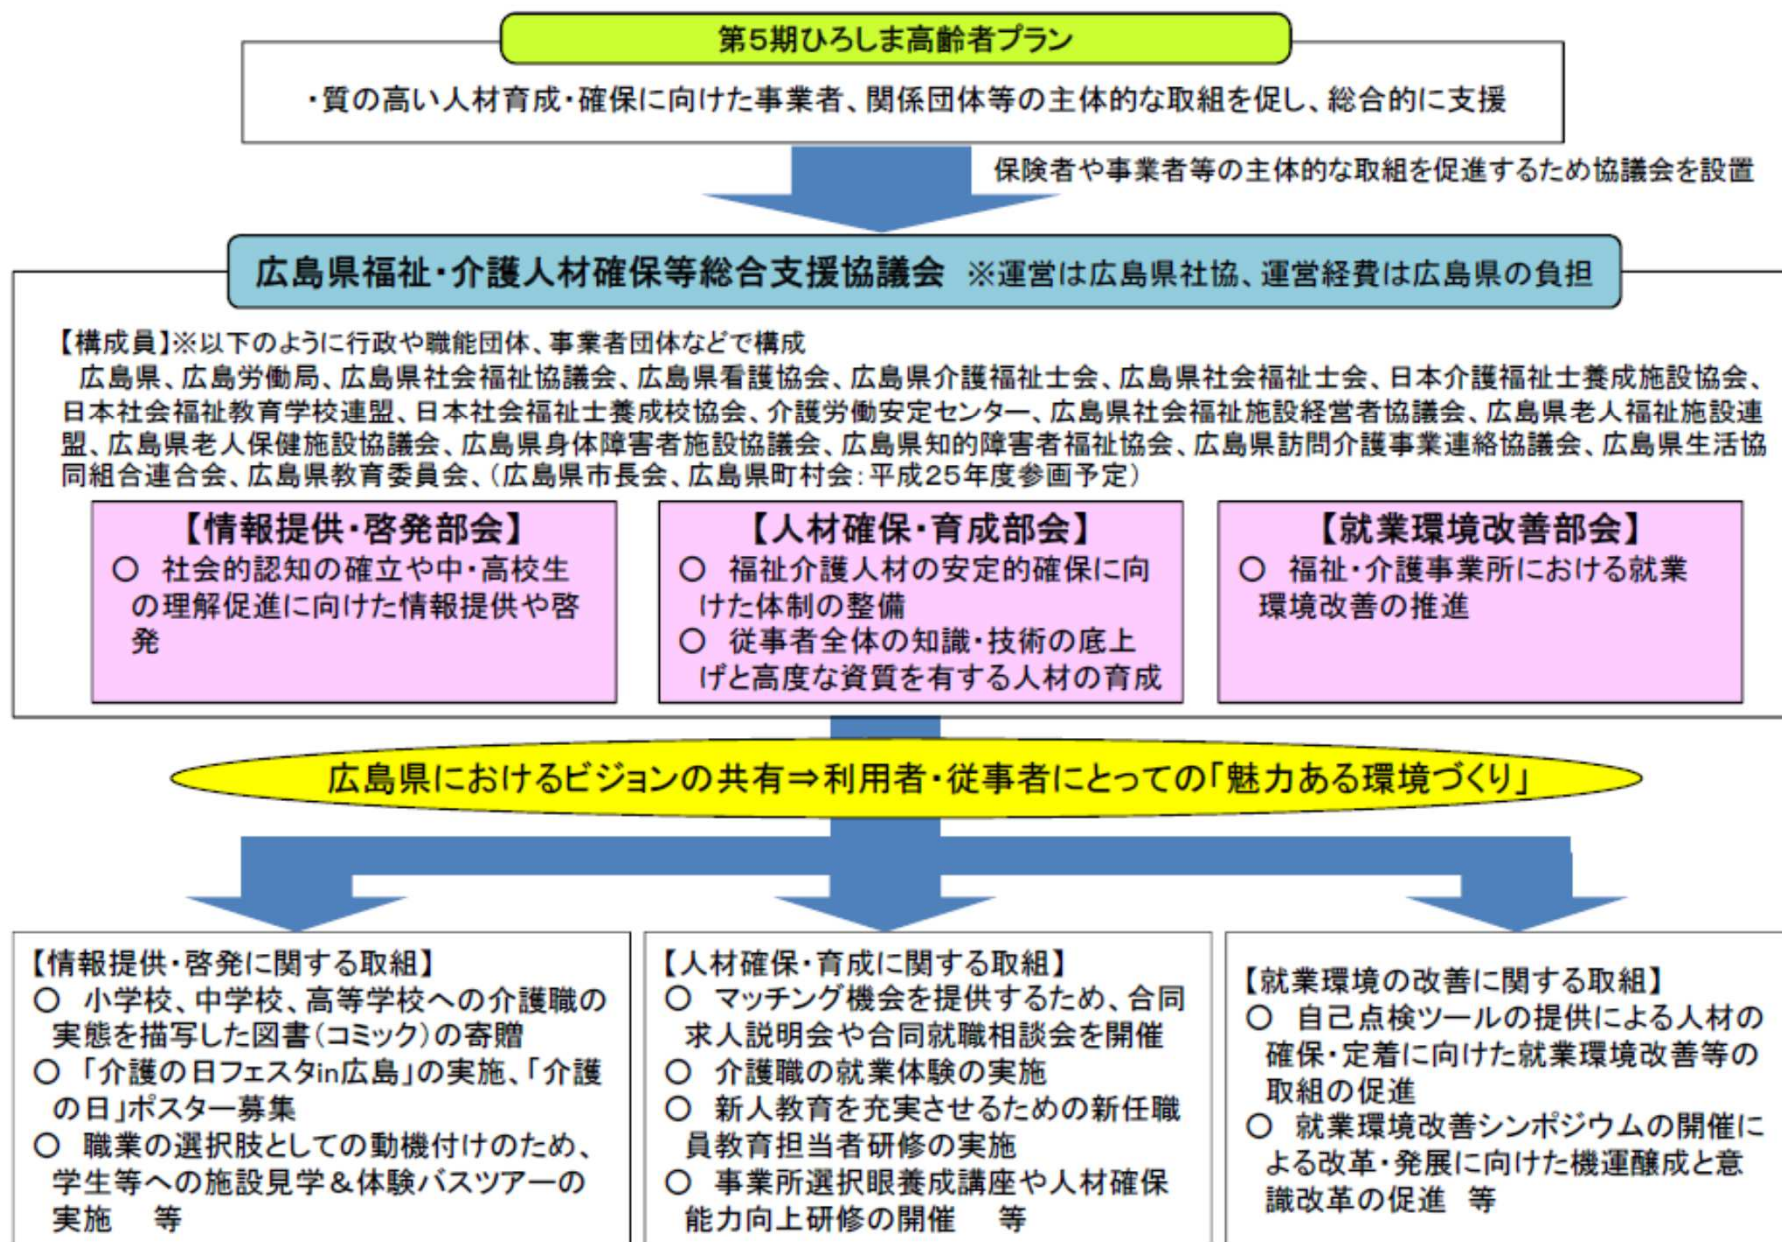 第5期ひろしま高齢者プラン
・質の高い人材育成・確保に向けた事業者、関係団体等の主体的な取組を促し、総合的に支援
保険者や事業者等の主体的な取組を促進するため協議会を設置
広島県福祉・介護人材確保等総合支援協議会 ※運営は広島県社協、運営経費は広島県の負担
【構成員】※以下のように行政や職能団体、事業者団体などで構成
広島県、広島労働局、広島県社会福祉協議会、広島県看護協会、広島県介護福祉士会、広島県社会福祉士会、日本介護福祉士養成施設協会、
日本社会福祉教育学校連盟、日本社会福祉士養成校協会、介護労働安定センター、広島県社会福祉施設経営者協議会、広島県老人福祉施設連
盟、広島県老人保健施設協議会、広島県身体障害者施設協議会、広島県知的障害者福祉協会、広島県訪問介護事業連絡協議会、広島県生活協
同組合連合会、広島県教育委員会、（広島県市長会、広島県町村会：平成25年度参画予定）
【情報提供・啓発部会】
○ 社会的認知の確立や中・高校生
の理解促進に向けた情報提供や啓
発
【人材確保・育成部会】
○ 福祉介護人材の安定的確保に向
けた体制の整備
○ 従事者全体の知識・技術の底上
げと高度な資質を有する人材の育成
【就業環境改善部会】
○ 福祉・介護事業所における就業
環境改善の推進
広島県におけるビジョンの共有⇒利用者・従事者にとっての「魅力ある環境づくり」
【情報提供・啓発に関する取組】
○ 小学校、中学校、高等学校への介護職の
実態を描写した図書（コミック）の寄贈
○ 「介護の日フェスタin広島」の実施、「介護
の日」ポスター募集
○ 職業の選択肢としての動機付けのため、
学生等への施設見学＆体験バスツアーの
実施 等
【人材確保・育成に関する取組】
○ マッチング機会を提供するため、合同
求人説明会や合同就職相談会を開催
○ 介護職の就業体験の実施
○ 新人教育を充実させるための新任職
員教育担当者研修の実施
○ 事業所選択眼養成講座や人材確保
能力向上研修の開催 等
【就業環境の改善に関する取組】
○ 自己点検ツールの提供による人材の
確保・定着に向けた就業環境改善等の
取組の促進
○ 就業環境改善シンポジウムの開催に
よる改革・発展に向けた機運醸成と意
識改革の促進 等